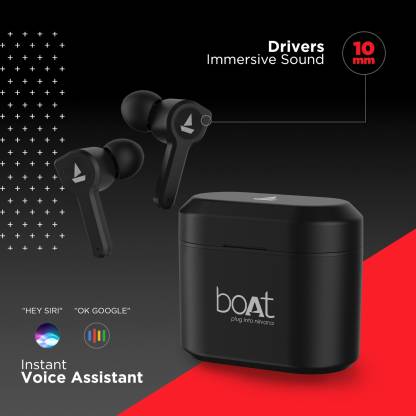 Drivers
Immersive Sound
10
mm
boAt
plug into nirvana
"HEY SIRI" "OK GOOGLE"
Instant
Voice Assistant